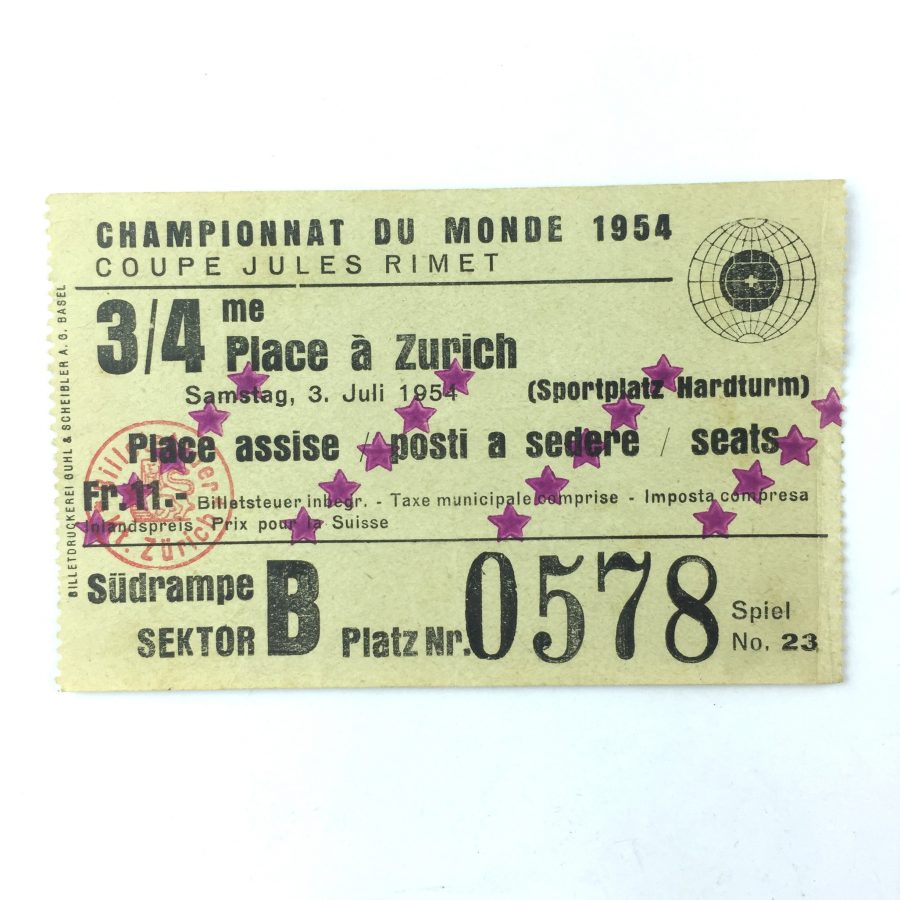 CHAMPIONNAT DU MONDE 1954
COUPE JULES RIMET
3/4 me Place à Zurich
Samstag, 3. Juli 1954 (Sportplatz Hardturm)
Place assise / posti a sedere / seats
Fr. 11.- Billetsteuer inbegr. - Taxe municipale comprise - Imposta compresa
Inlandspreis Prix pour la Suisse
Südrampe
SEKTOR B Platz Nr. 0578
Spiel
No. 23
BILLETDRUCKEREI GUHL & SCHEIBLER A.G. BASEL
Zürich